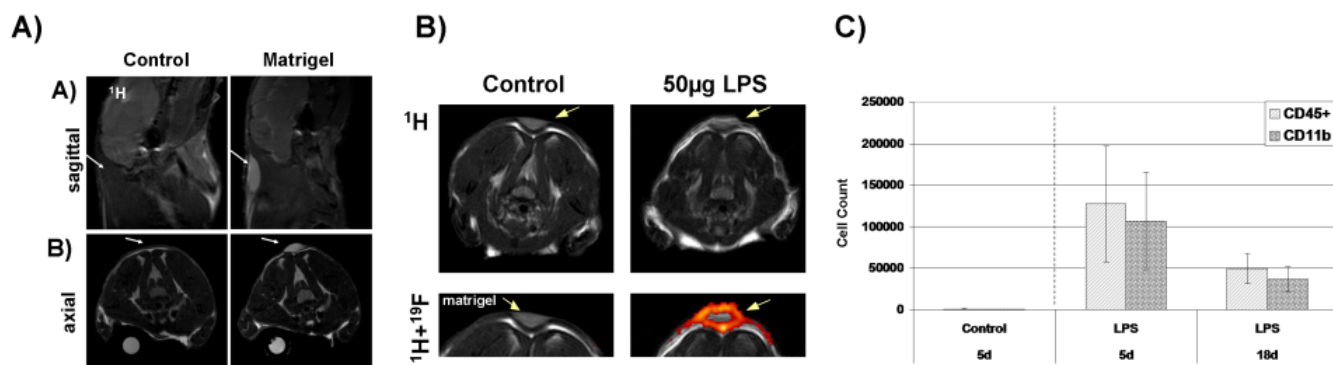 A)
Control Matrigel
A)
¹H
sagittal
B)
axial
B)
Control 50µg LPS
¹H
matrigel
¹H+¹⁹F
C)
250000
200000
150000
100000
50000
0
Cell Count
CD45+
CD11b
Control LPS LPS
5d 5d 18d